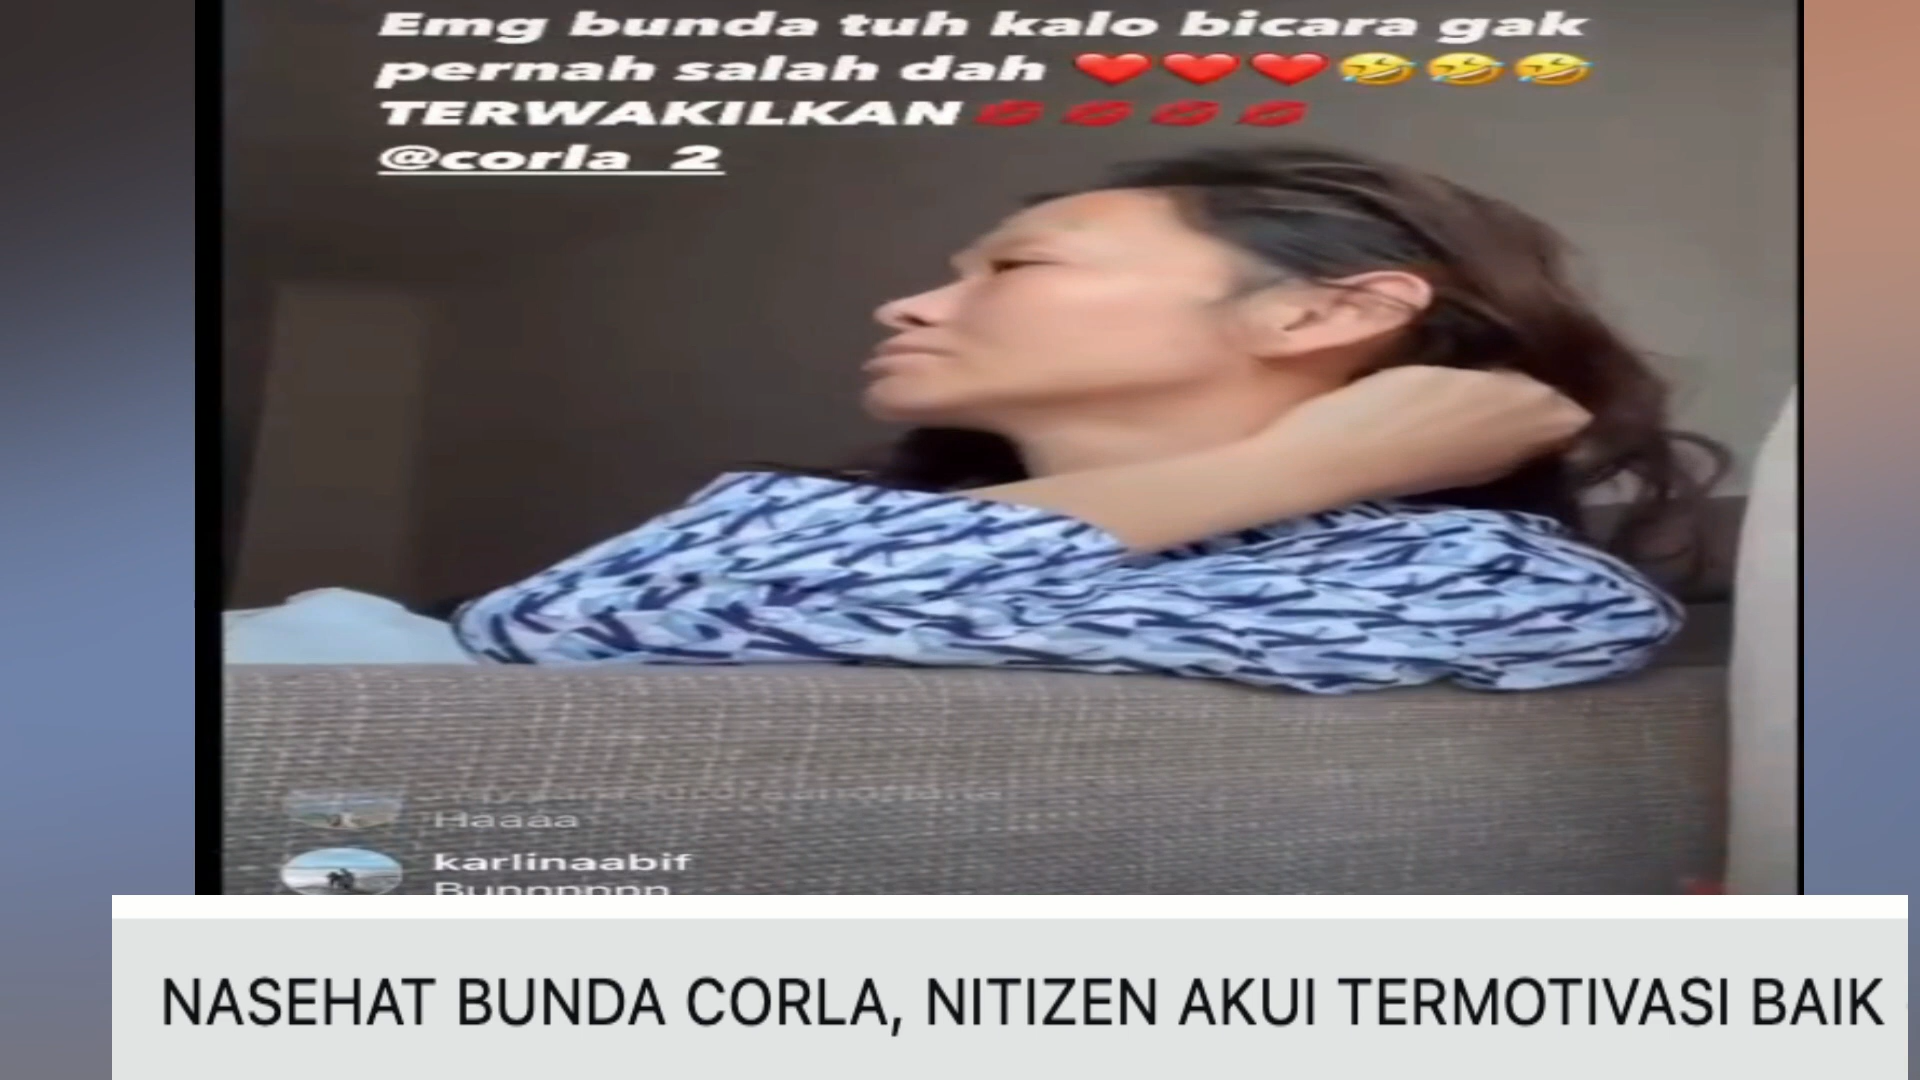 Emg bunda tuh kalo bicara gak
pernah salah dah ❤️❤️❤️🤣🤣🤣
TERWAKILKAN 💋💋💋💋
@corla_2
Haaaa
karlinaabif
Bunnnnnn
NASEHAT BUNDA CORLA, NITIZEN AKUI TERMOTIVASI BAIK